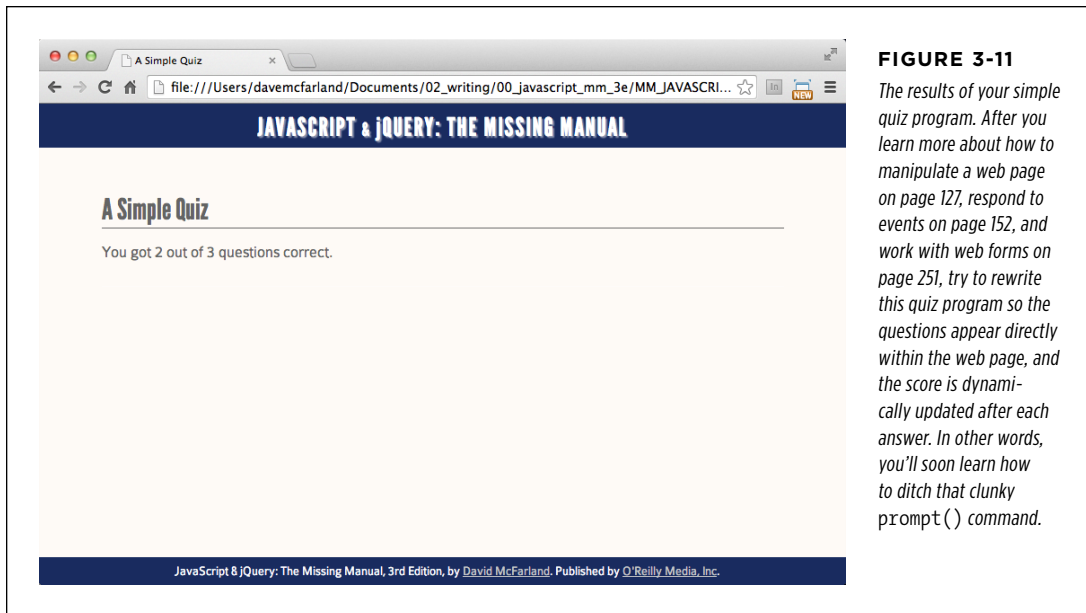 A Simple Quiz
file:///Users/davemcfarland/Documents/02_writing/00_javascript_mm_3e/MM_JAVASCRI...
NEW
JAVASCRIPT & jQUERY: THE MISSING MANUAL
A Simple Quiz
You got 2 out of 3 questions correct.
JavaScript & jQuery: The Missing Manual, 3rd Edition, by David McFarland. Published by O'Reilly Media, Inc.
FIGURE 3-11
The results of your simple
quiz program. After you
learn more about how to
manipulate a web page
on page 127, respond to
events on page 152, and
work with web forms on
page 251, try to rewrite
this quiz program so the
questions appear directly
within the web page, and
the score is dynami-
cally updated after each
answer. In other words,
you'll soon learn how
to ditch that clunky
prompt() command.